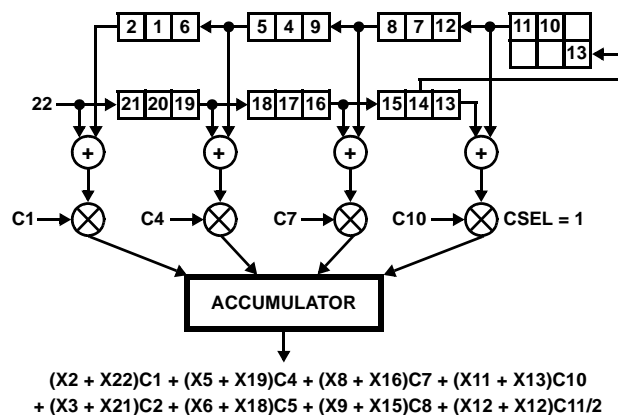 2 1 6 5 4 9 8 7 12 11 10
13
22 21 20 19 18 17 16 15 14 13
+ + + +
C1 C4 C7 C10 CSEL = 1
ACCUMULATOR
(X2 + X22)C1 + (X5 + X19)C4 + (X8 + X16)C7 + (X11 + X13)C10
+ (X3 + X21)C2 + (X6 + X18)C5 + (X9 + X15)C8 + (X12 + X12)C11/2